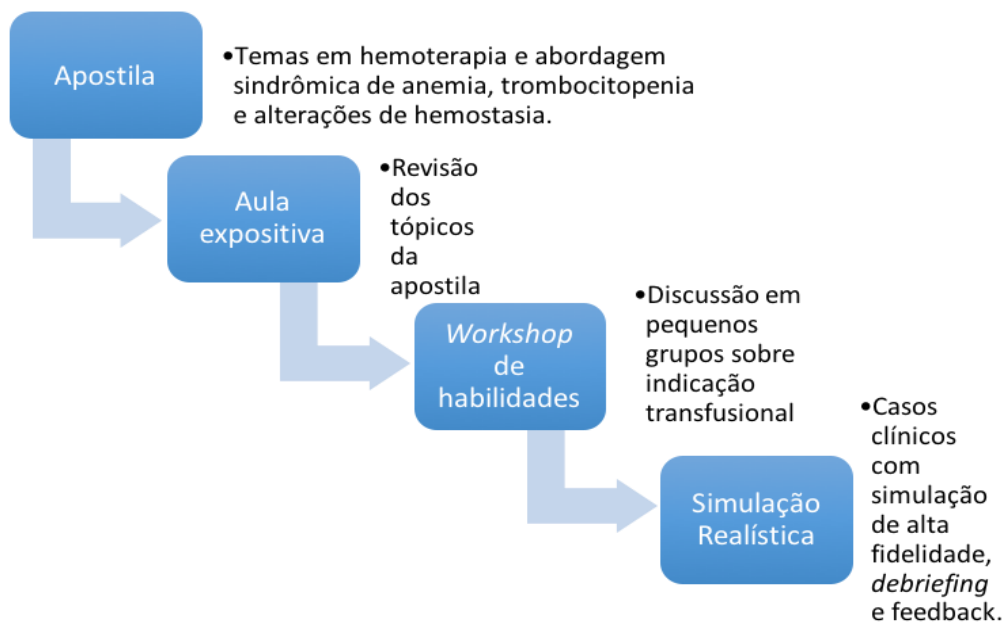 Apostila
•Temas em hemoterapia e abordagem
sindrômica de anemia, trombocitopenia
e alterações de hemostasia.
Aula
expositiva
•Revisão
dos
tópicos
da
apostila
Workshop
de
habilidades
•Discussão em
pequenos
grupos sobre
indicação
transfusional
Simulação
Realística
•Casos
clínicos
com
simulação
de alta
fidelidade,
debriefing
e feedback.